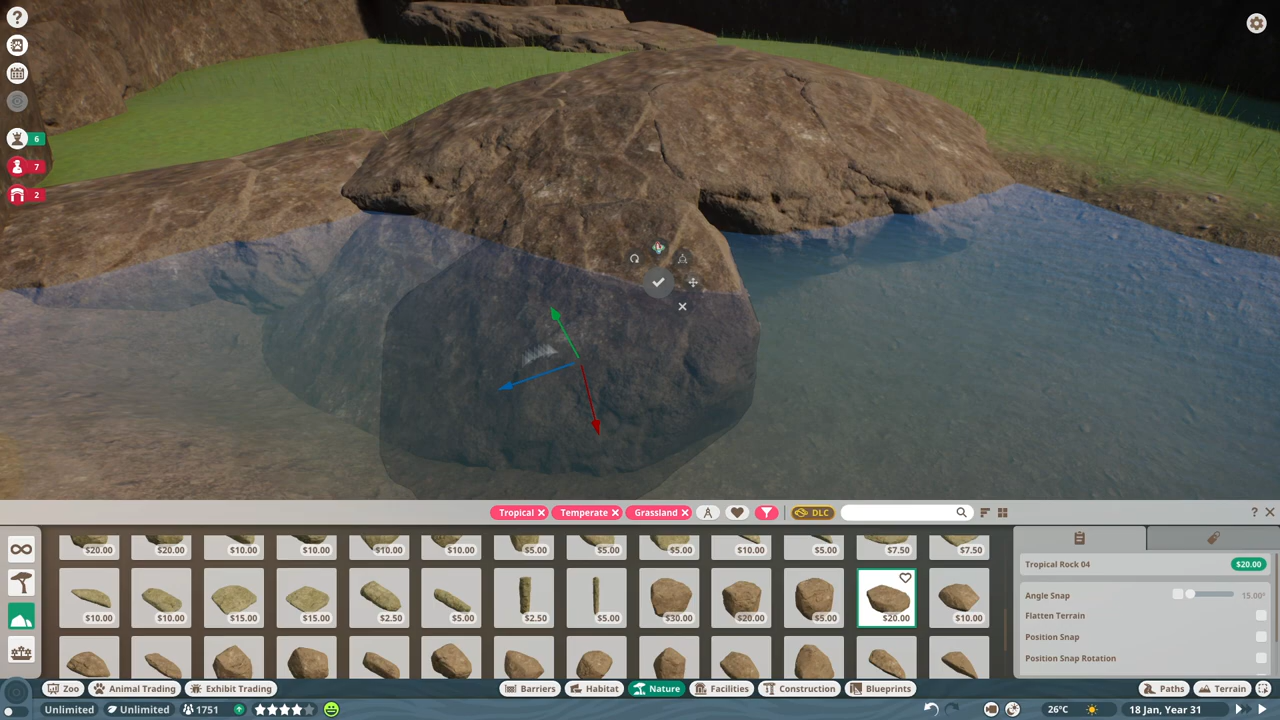 ?
6
7
2
Tropical ✕ Temperate ✕ Grassland ✕ DLC ? ✕
$20.00 $20.00 $10.00 $10.00 $10.00 $10.00 $5.00 $5.00 $5.00 $10.00 $5.00 $7.50 $7.50
Tropical Rock 04 $20.00
$10.00 $10.00 $15.00 $15.00 $2.50 $5.00 $2.50 $5.00 $30.00 $20.00 $5.00 $20.00 $10.00
Angle Snap 15.00°
Flatten Terrain
Position Snap
Position Snap Rotation
Zoo Animal Trading Exhibit Trading Barriers Habitat Nature Facilities Construction Blueprints Paths Terrain
Unlimited Unlimited 1751 26°C 18 Jan, Year 31